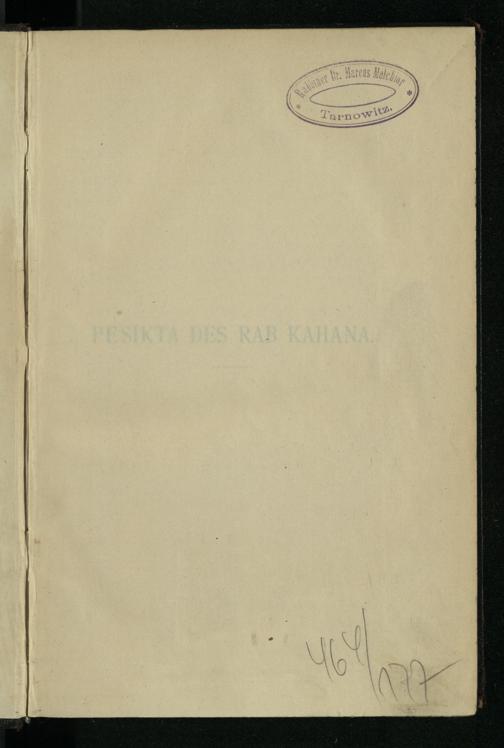 Rabbiner Dr. Marcus Melchior
* Tarnowitz. *
PESIKTA DES RAB KAHANA.
464/177